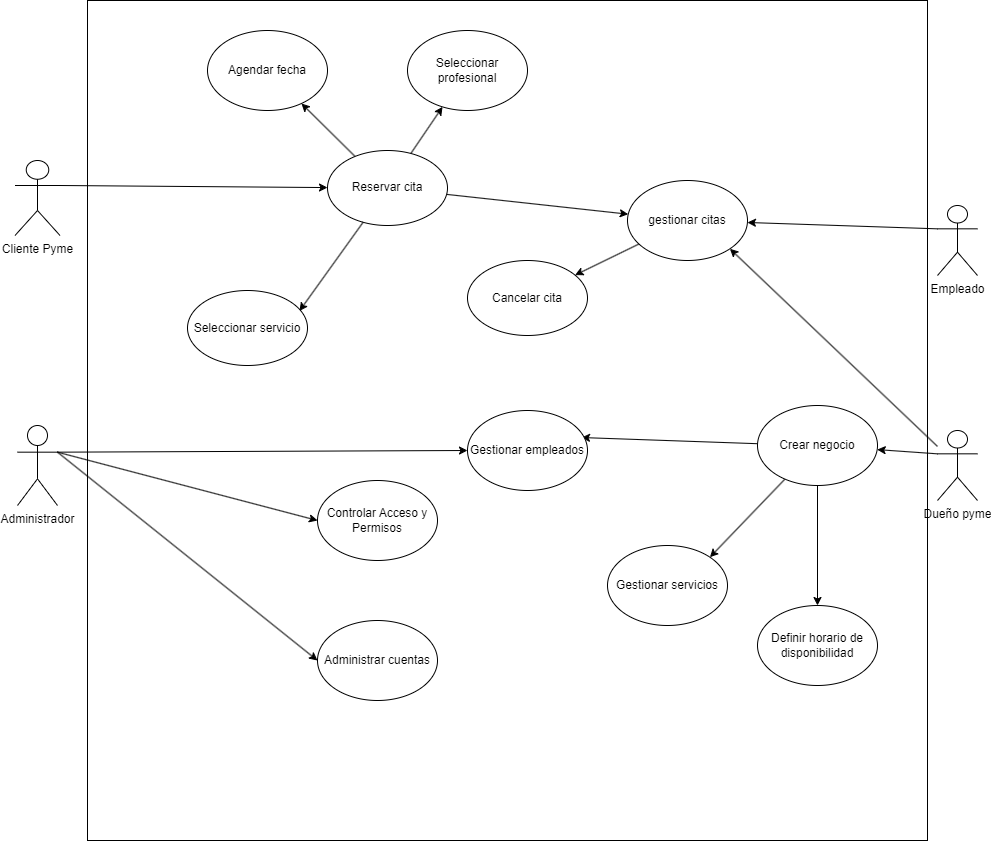 Agendar fecha
Seleccionar
profesional
Reservar cita
gestionar citas
Cliente Pyme
Empleado
Cancelar cita
Seleccionar servicio
Gestionar empleados
Crear negocio
Administrador
Controlar Acceso y
Permisos
Dueño pyme
Gestionar servicios
Definir horario de
disponibilidad
Administrar cuentas